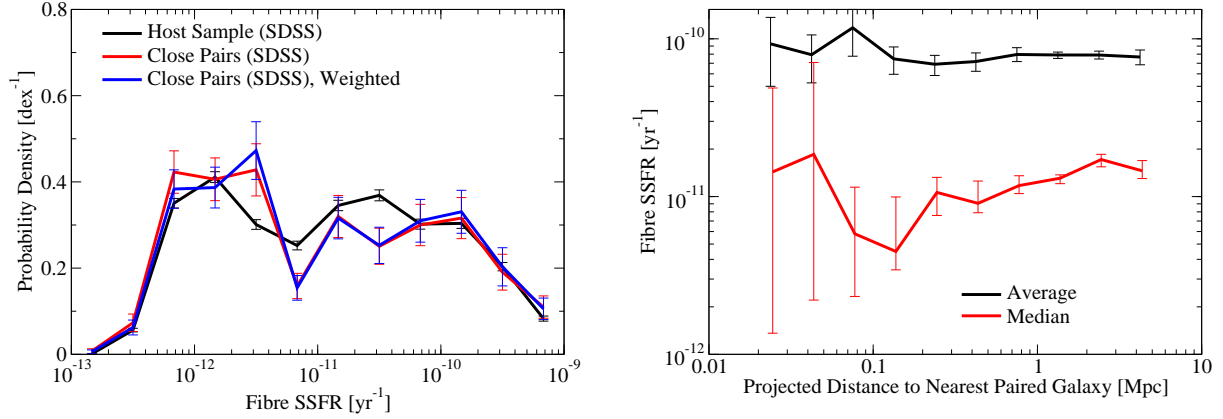 Host Sample (SDSS)
Close Pairs (SDSS)
Close Pairs (SDSS), Weighted
0.8
0.6
0.4
0.2
0
Probability Density [dex⁻¹]
10⁻¹³
10⁻¹²
10⁻¹¹
10⁻¹⁰
10⁻⁹
Fibre SSFR [yr⁻¹]
10⁻¹⁰
10⁻¹¹
10⁻¹²
Fibre SSFR [yr⁻¹]
Average
Median
0.01
0.1
1
10
Projected Distance to Nearest Paired Galaxy [Mpc]